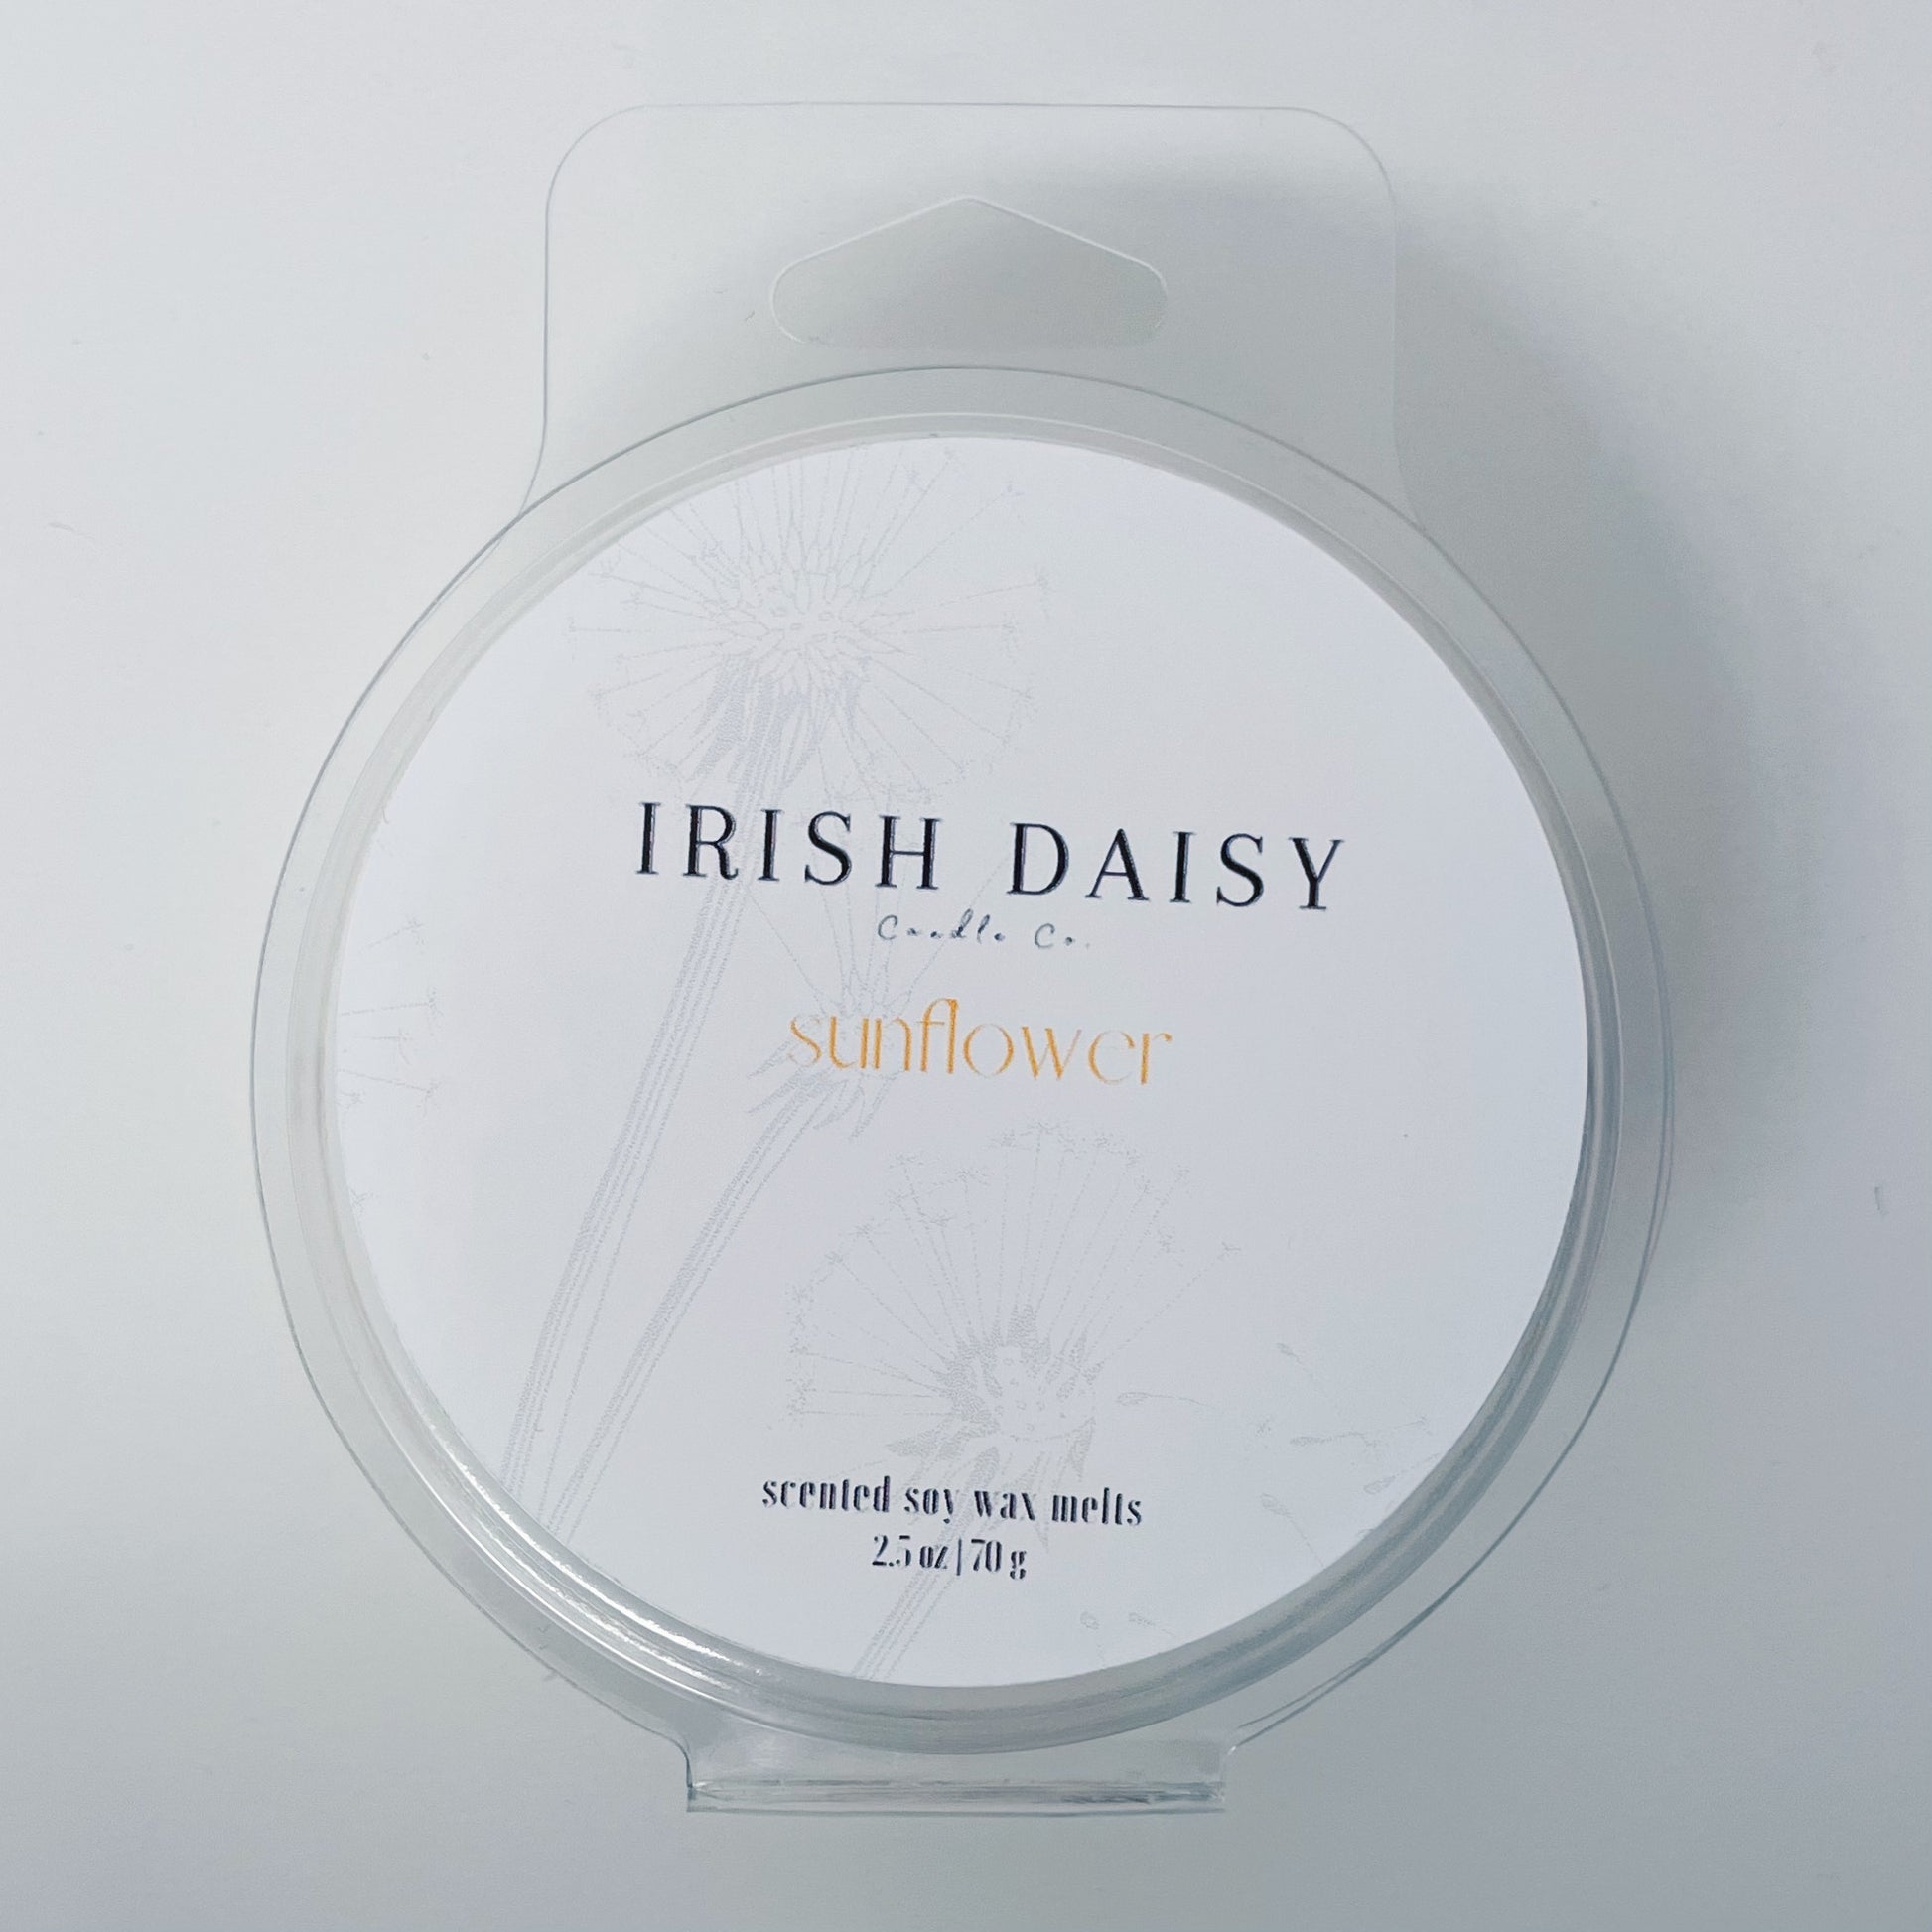 IRISH DAISY
Candle Co.
sunflower
scented soy wax melts
2.5 oz | 70 g